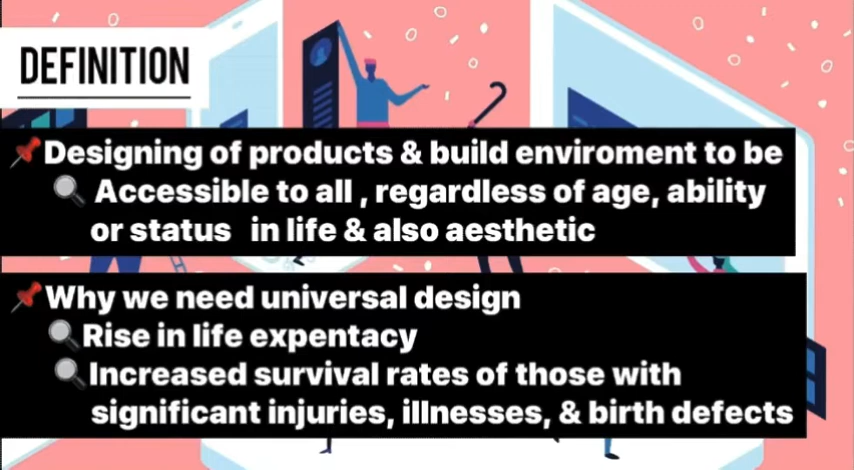 DEFINITION
📌Designing of products & build enviroment to be
🔍 Accessible to all , regardless of age, ability
or status in life & also aesthetic
📌Why we need universal design
🔍Rise in life expentacy
🔍Increased survival rates of those with
significant injuries, illnesses, & birth defects